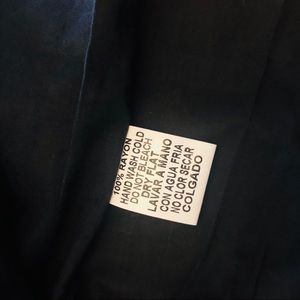 100% RAYON
HAND WASH COLD
DO NOT BLEACH
DRY FLAT
LAVAR A MANO
CON AGUA FRIA
NO CLOR SECAR
COLGADO